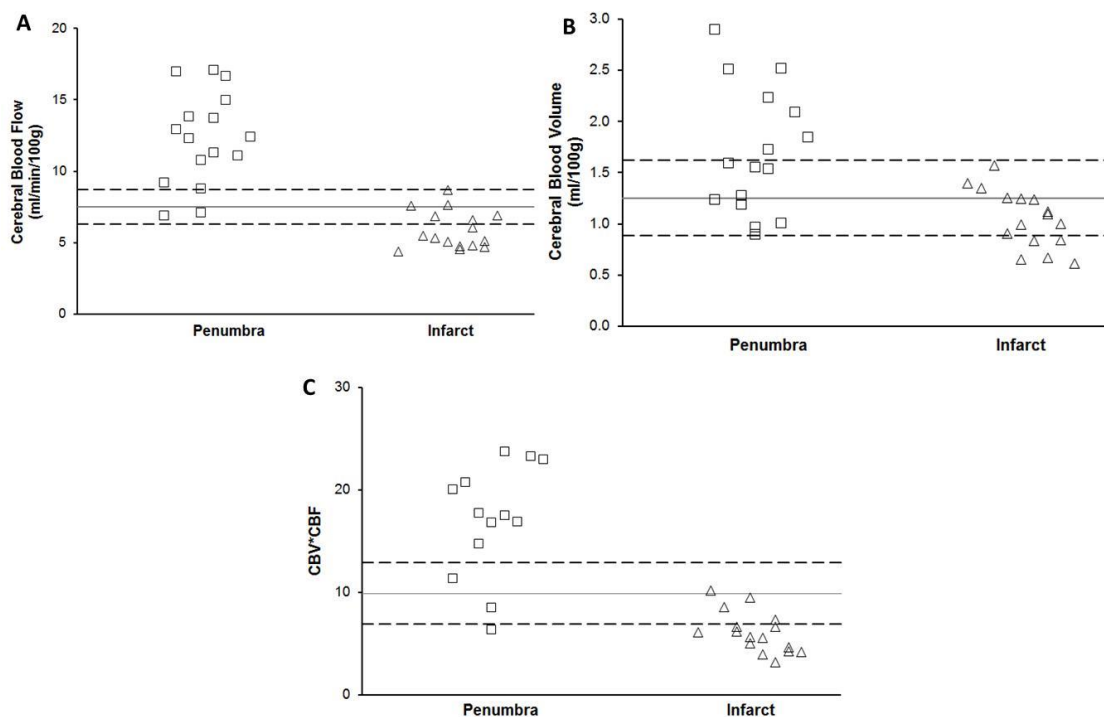 A
Cerebral Blood Flow
(ml/min/100g)
20
15
10
5
0
Penumbra
Infarct
B
Cerebral Blood Volume
(ml/100g)
3.0
2.5
2.0
1.5
1.0
0.5
0.0
Penumbra
Infarct
C
CBV*CBF
30
20
10
0
Penumbra
Infarct